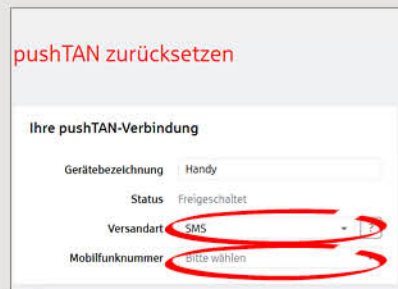 pushTAN zurücksetzen
Ihre pushTAN-Verbindung
Gerätebezeichnung Handy
Status Freigeschaltet
Versandart SMS ?
Mobilfunknummer Bitte wählen